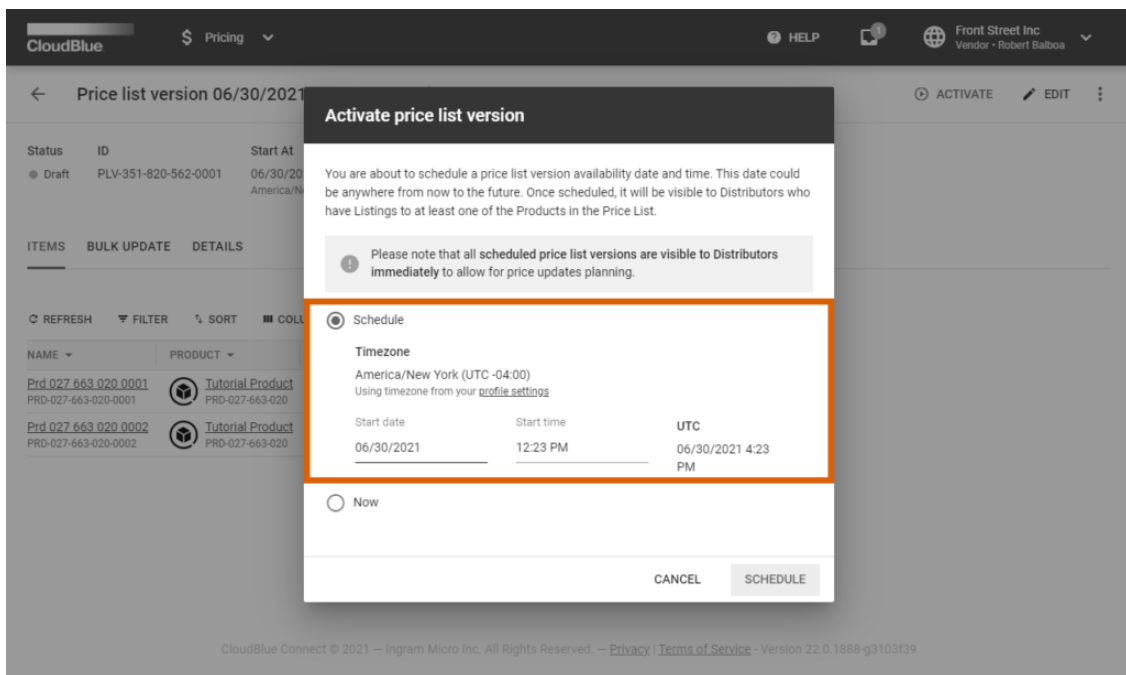 CloudBlue
$ Pricing
HELP
1
Front Street Inc
Vendor • Robert Balboa
Price list version 06/30/2021
ACTIVATE
EDIT
Activate price list version
Status ID Start At
Draft PLV-351-820-562-0001 06/30/20
America/N
You are about to schedule a price list version availability date and time. This date could
be anywhere from now to the future. Once scheduled, it will be visible to Distributors who
have Listings to at least one of the Products in the Price List.
ITEMS BULK UPDATE DETAILS
Please note that all scheduled price list versions are visible to Distributors
immediately to allow for price updates planning.
REFRESH FILTER SORT COLU
Schedule
NAME PRODUCT
Timezone
America/New York (UTC -04:00)
Using timezone from your profile settings
Prd 027 663 020 0001 Tutorial Product
PRD-027-663-020-0001 PRD-027-663-020
Prd 027 663 020 0002 Tutorial Product
PRD-027-663-020-0002 PRD-027-663-020
Start date Start time UTC
06/30/2021 12:23 PM 06/30/2021 4:23
PM
Now
CANCEL SCHEDULE
CloudBlue Connect © 2021 — Ingram Micro Inc. All Rights Reserved. — Privacy | Terms of Service - Version 22.0.1888-g3103f39